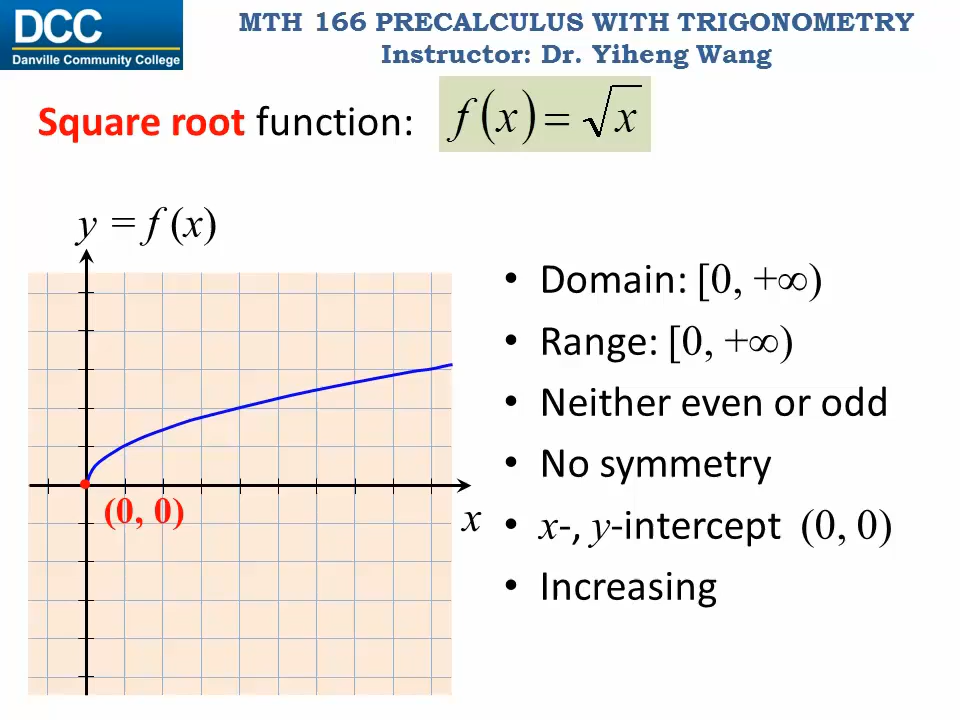 DCC
Danville Community College
MTH 166 PRECALCULUS WITH TRIGONOMETRY
Instructor: Dr. Yiheng Wang
Square root function: f(x) = √x
y = f (x)
• Domain: [0, +∞)
• Range: [0, +∞)
• Neither even or odd
• No symmetry
(0, 0)
x
• x-, y-intercept (0, 0)
• Increasing